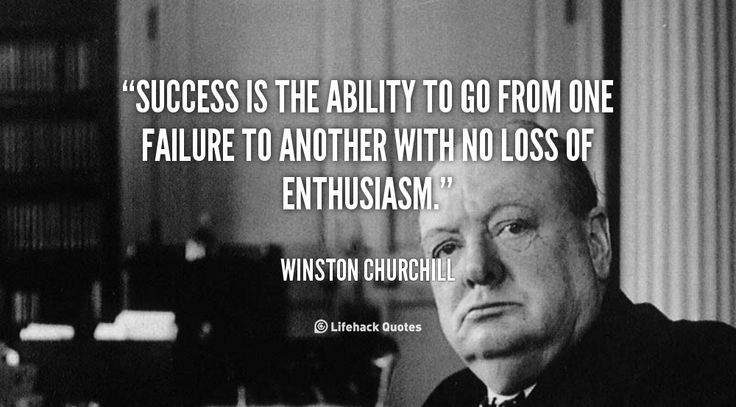 “SUCCESS IS THE ABILITY TO GO FROM ONE
FAILURE TO ANOTHER WITH NO LOSS OF
ENTHUSIASM.”
WINSTON CHURCHILL
Lifehack Quotes